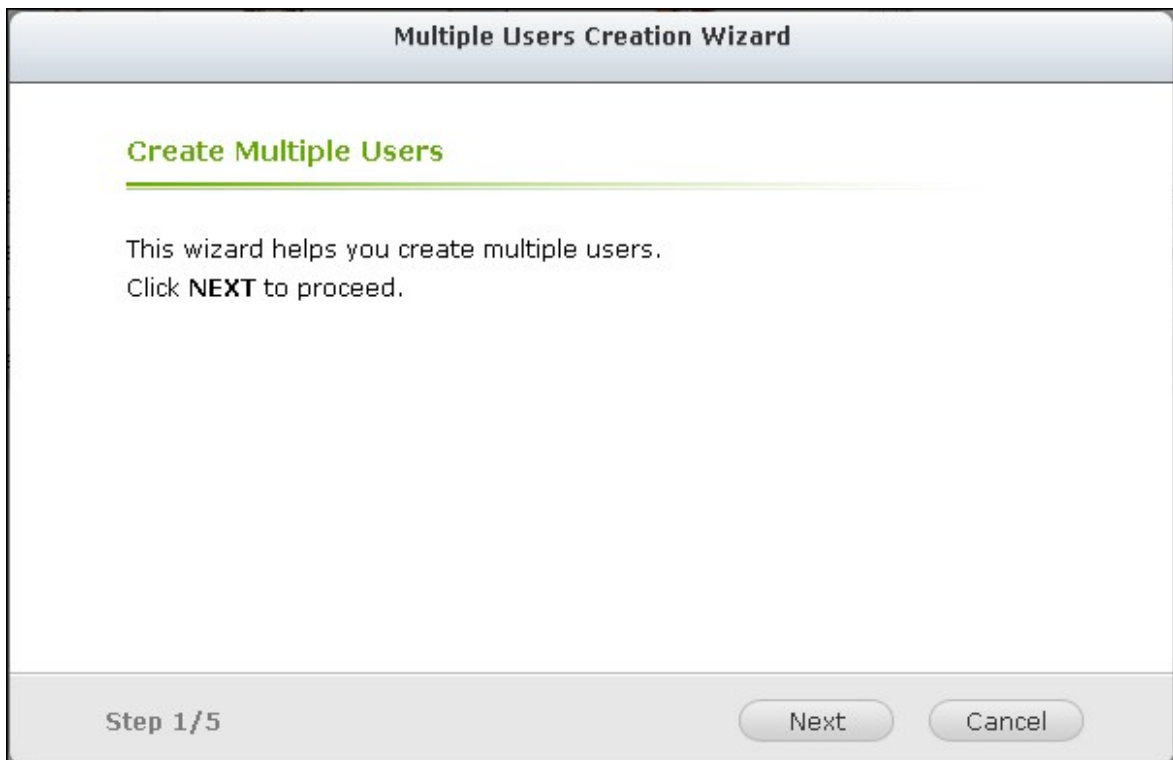 Multiple Users Creation Wizard
Create Multiple Users
This wizard helps you create multiple users.
Click NEXT to proceed.
Step 1/5
Next
Cancel